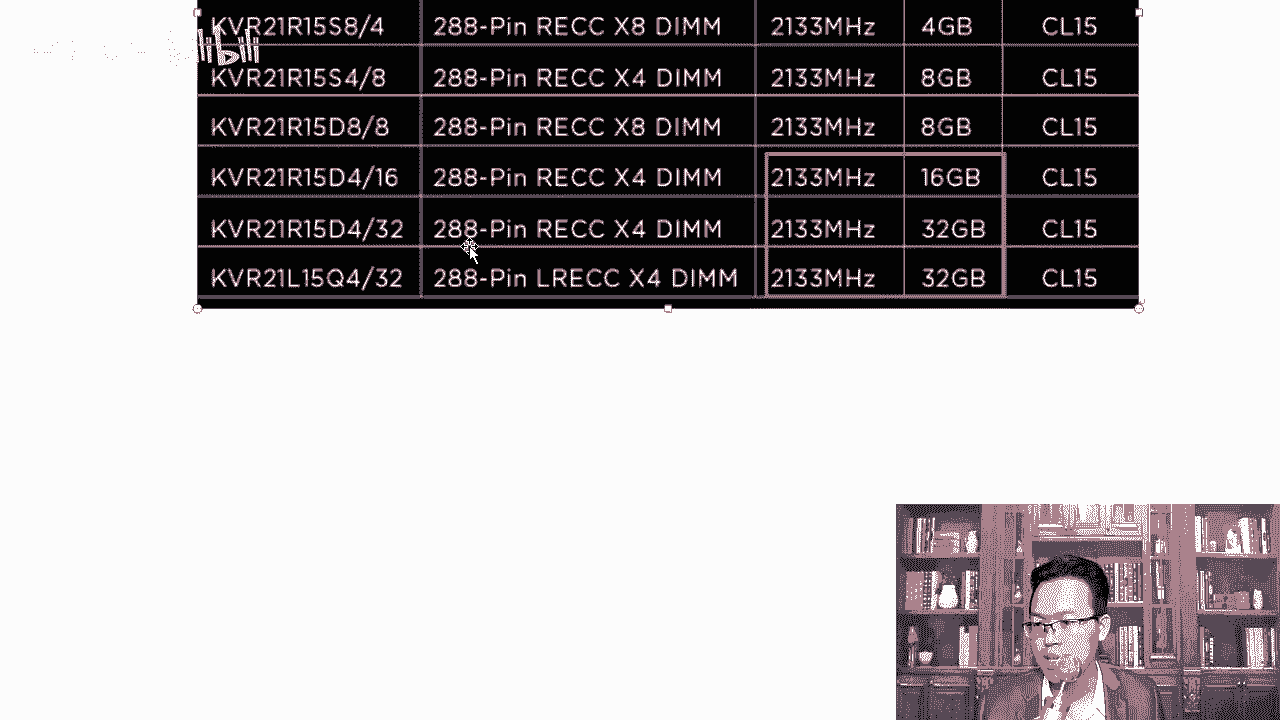 KVR21R15S8/4 288-Pin RECC X8 DIMM 2133MHz 4GB CL15
bilibili
KVR21R15S4/8 288-Pin RECC X4 DIMM 2133MHz 8GB CL15
KVR21R15D8/8 288-Pin RECC X8 DIMM 2133MHz 8GB CL15
KVR21R15D4/16 288-Pin RECC X4 DIMM 2133MHz 16GB CL15
KVR21R15D4/32 288-Pin RECC X4 DIMM 2133MHz 32GB CL15
KVR21L15Q4/32 288-Pin LRECC X4 DIMM 2133MHz 32GB CL15